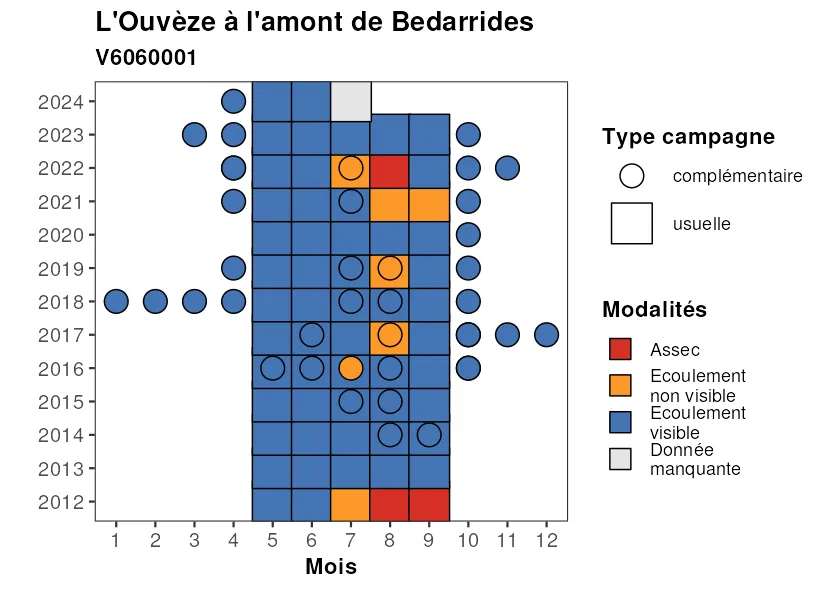 L'Ouvèze à l'amont de Bedarrides
V6060001
2024
2023
2022
2021
2020
2019
2018
2017
2016
2015
2014
2013
2012
1 2 3 4 5 6 7 8 9 10 11 12
Mois
Type campagne
complémentaire
usuelle
Modalités
Assec
Ecoulement
non visible
Ecoulement
visible
Donnée
manquante